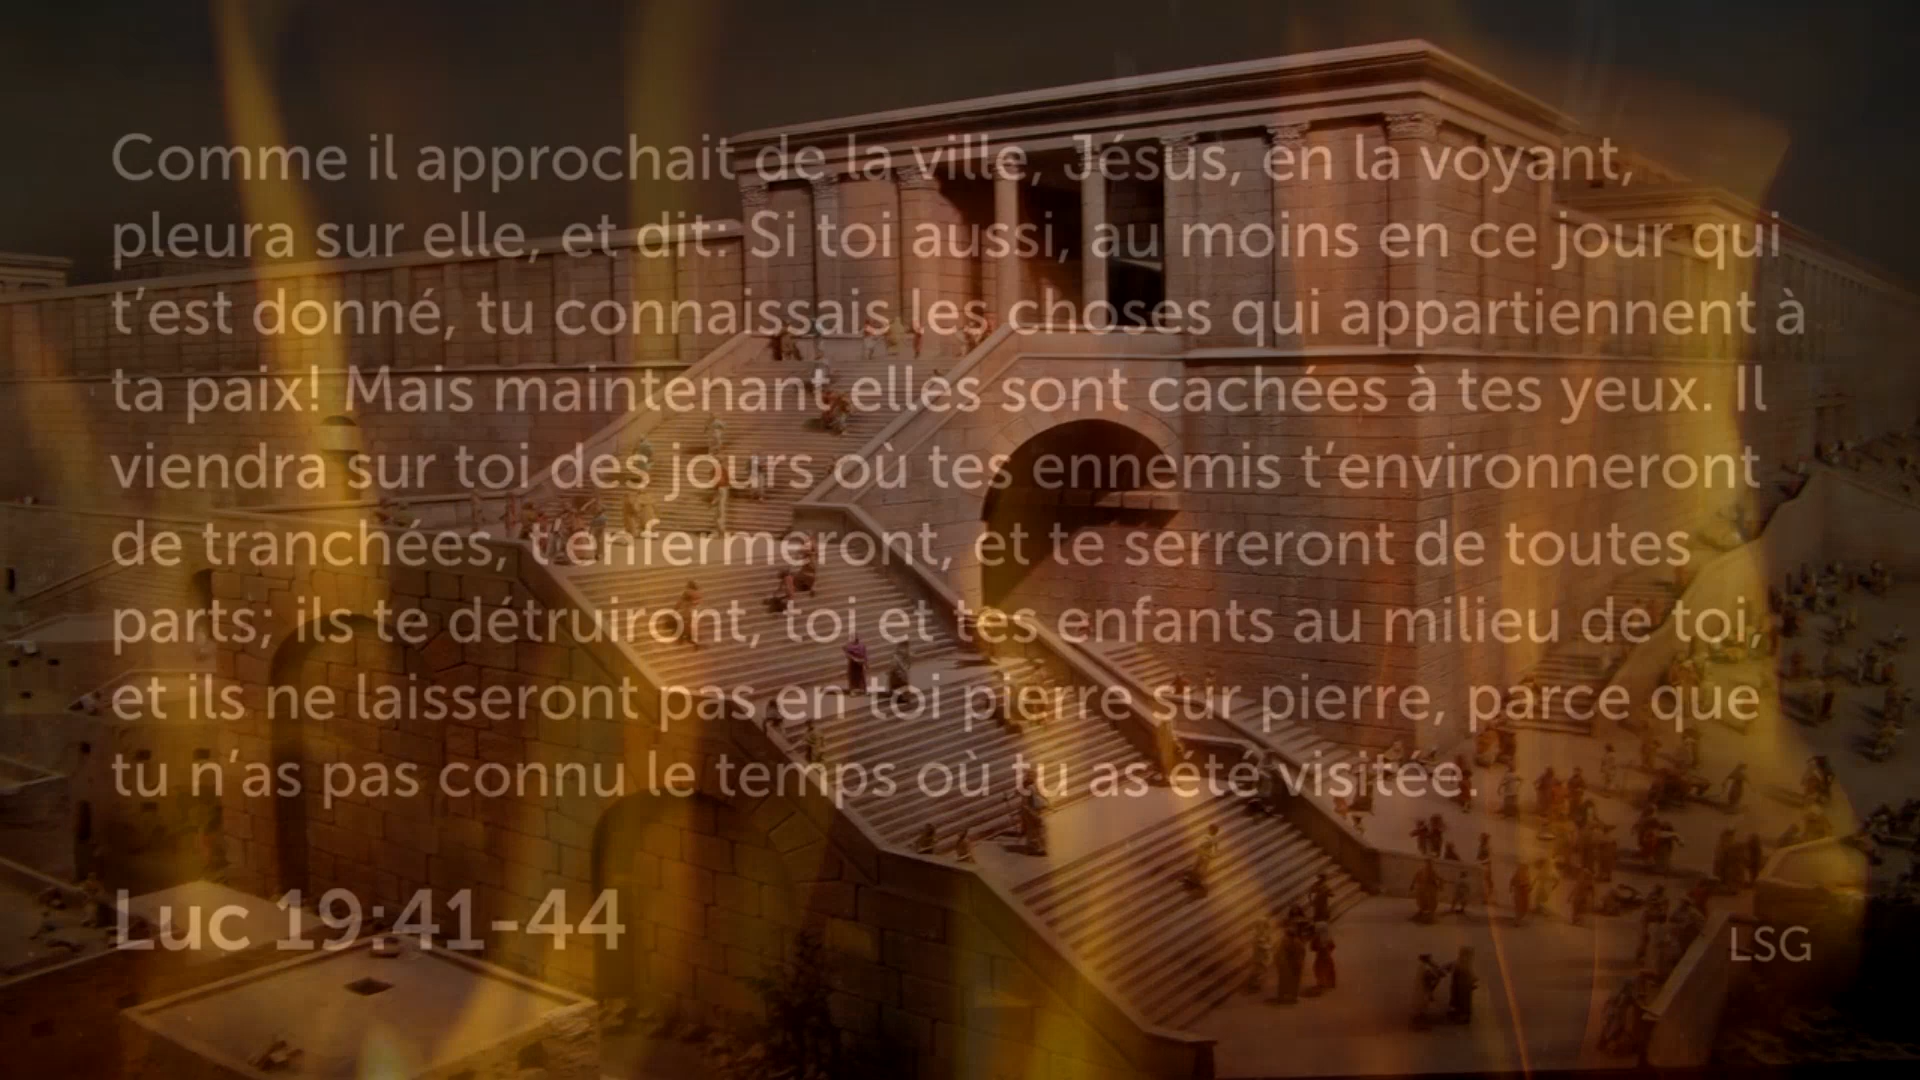 Comme il approchait de la ville, Jésus, en la voyant,
pleura sur elle, et dit: Si toi aussi, au moins en ce jour qui
t’est donné, tu connaissais les choses qui appartiennent à
ta paix! Mais maintenant elles sont cachées à tes yeux. Il
viendra sur toi des jours où tes ennemis t’environneront
de tranchées, t’enfermeront, et te serreront de toutes
parts; ils te détruiront, toi et tes enfants au milieu de toi,
et ils ne laisseront pas en toi pierre sur pierre, parce que
tu n’as pas connu le temps où tu as été visitée.
Luc 19:41-44
LSG